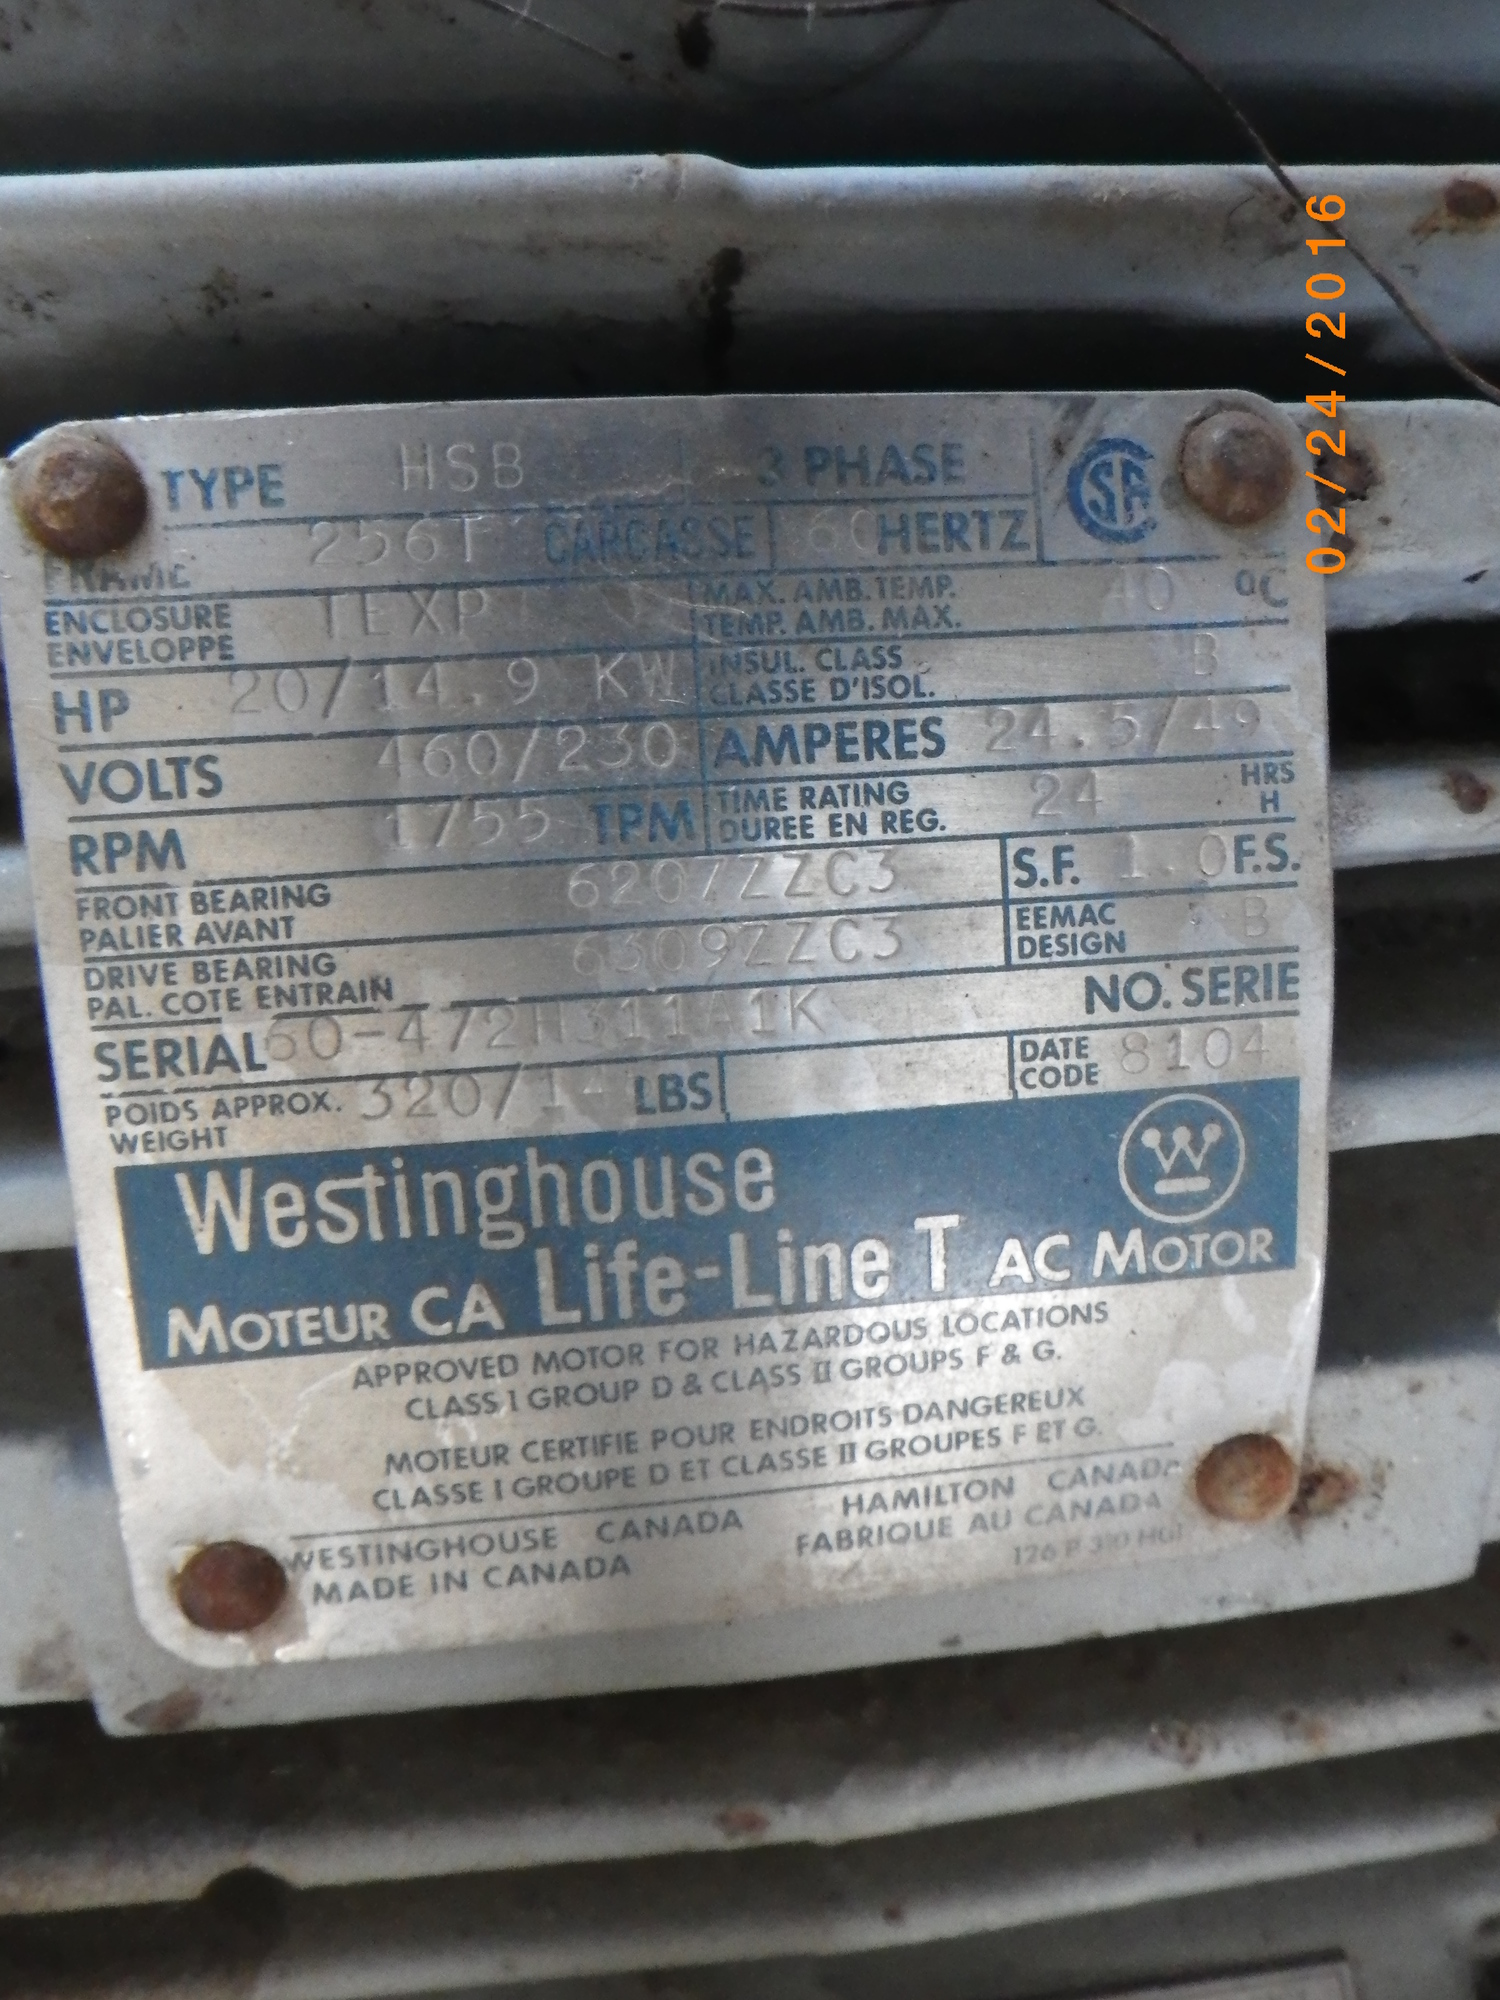 TYPE HSB 3 PHASE CSA
FRAME 256T CARCASSE 60 HERTZ
ENCLOSURE TEXP MAX. AMB. TEMP. 40 °C
ENVELOPPE TEMP. AMB. MAX.
HP 20/14.9 KW INSUL. CLASS B
CLASSE D'ISOL.
VOLTS 460/230 AMPERES 24.5/49
RPM 1755 TPM TIME RATING 24 HRS
DUREE EN REG. H
FRONT BEARING 6207ZZC3 S.F. 1.0 F.S.
PALIER AVANT
DRIVE BEARING 6309ZZC3 EEMAC B
PAL. COTE ENTRAIN DESIGN
SERIAL 60-472H311A1K NO. SERIE
POIDS APPROX. 320/ LBS DATE 8104
WEIGHT CODE
Westinghouse W
MOTEUR CA Life-Line T AC MOTOR
APPROVED MOTOR FOR HAZARDOUS LOCATIONS
CLASS I GROUP D & CLASS II GROUPS F & G.
MOTEUR CERTIFIE POUR ENDROITS DANGEREUX
CLASSE I GROUPE D ET CLASSE II GROUPES F ET G.
WESTINGHOUSE CANADA HAMILTON CANADA
MADE IN CANADA FABRIQUE AU CANADA
126 P
02/24/2016